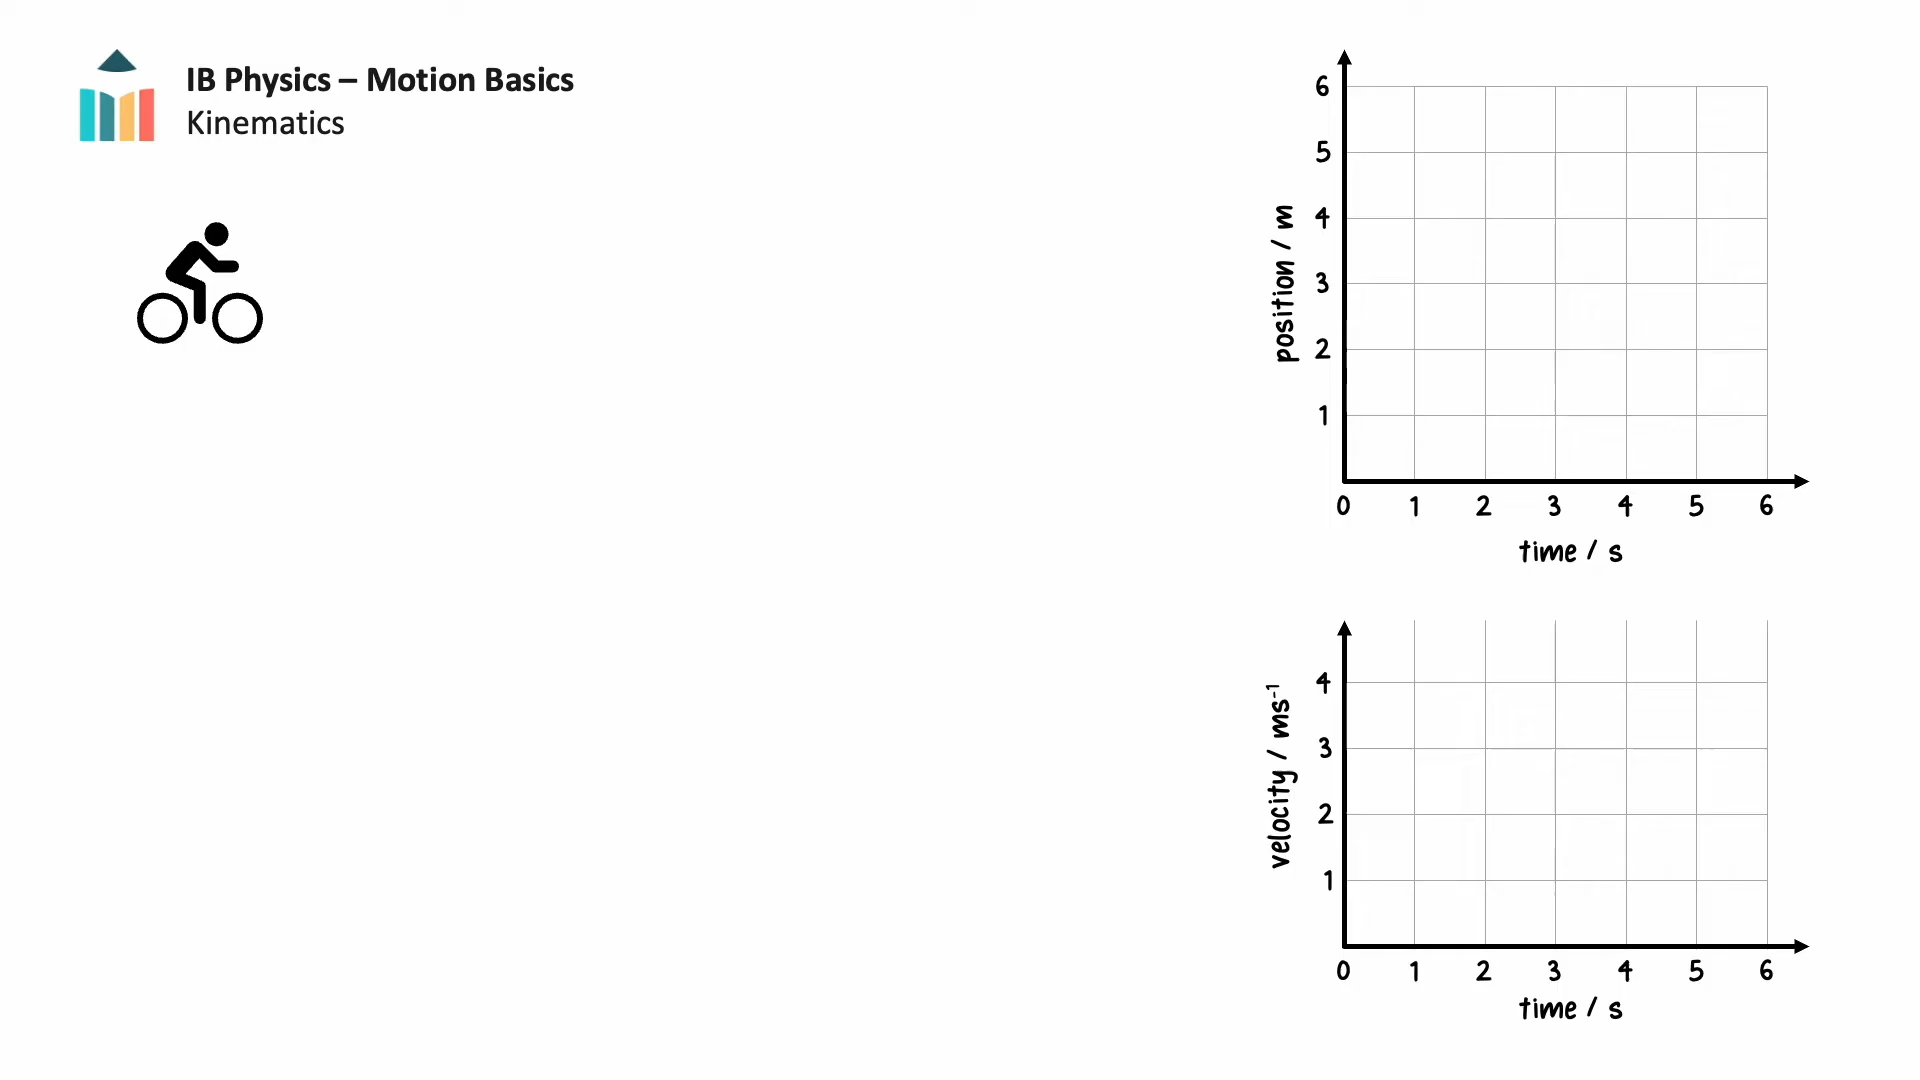 IB Physics – Motion Basics
Kinematics
position / m
6
5
4
3
2
1
0 1 2 3 4 5 6
time / s
velocity / ms⁻¹
4
3
2
1
0 1 2 3 4 5 6
time / s